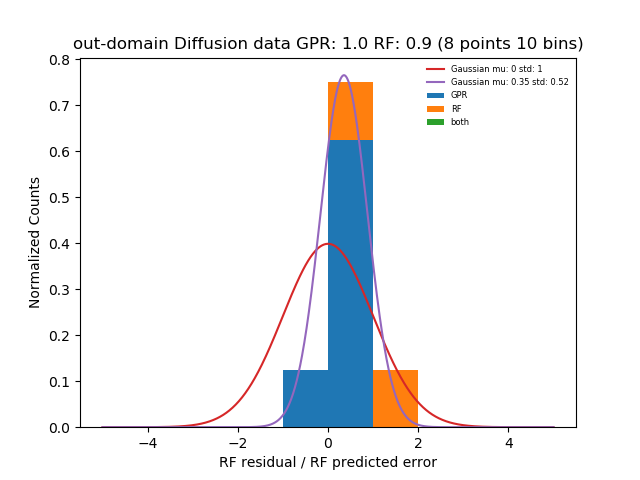 out-domain Diffusion data GPR: 1.0 RF: 0.9 (8 points 10 bins)
Gaussian mu: 0 std: 1
Gaussian mu: 0.35 std: 0.52
GPR
RF
both
0.8
0.7
0.6
0.5
0.4
0.3
0.2
0.1
0.0
Normalized Counts
−4
−2
0
2
4
RF residual / RF predicted error